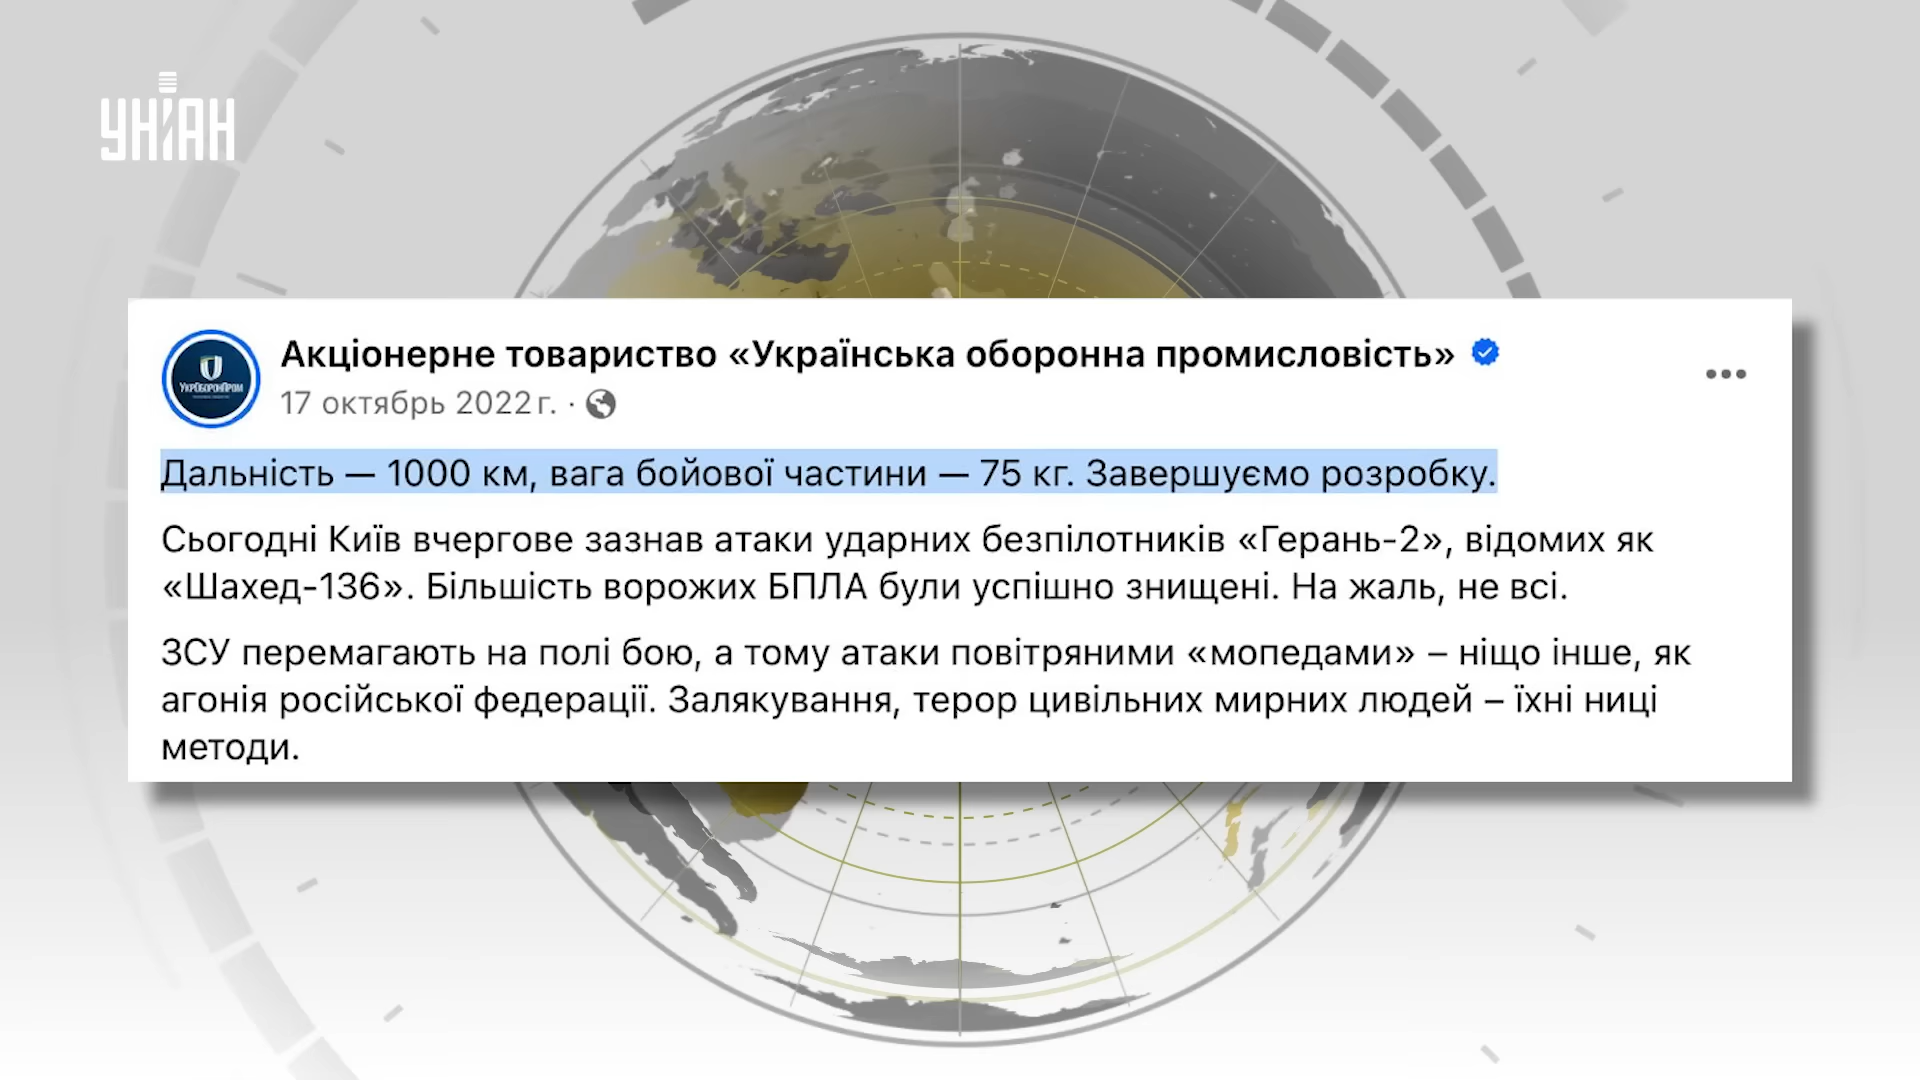 УНІАН
Акціонерне товариство «Українська оборонна промисловість»
УКРОБОРОНПРОМ
17 октябрь 2022 г. ·
Дальність — 1000 км, вага бойової частини — 75 кг. Завершуємо розробку.
Сьогодні Київ вчергове зазнав атаки ударних безпілотників «Герань-2», відомих як
«Шахед-136». Більшість ворожих БПЛА були успішно знищені. На жаль, не всі.
ЗСУ перемагають на полі бою, а тому атаки повітряними «мопедами» – ніщо інше, як
агонія російської федерації. Залякування, терор цивільних мирних людей – їхні ниці
методи.